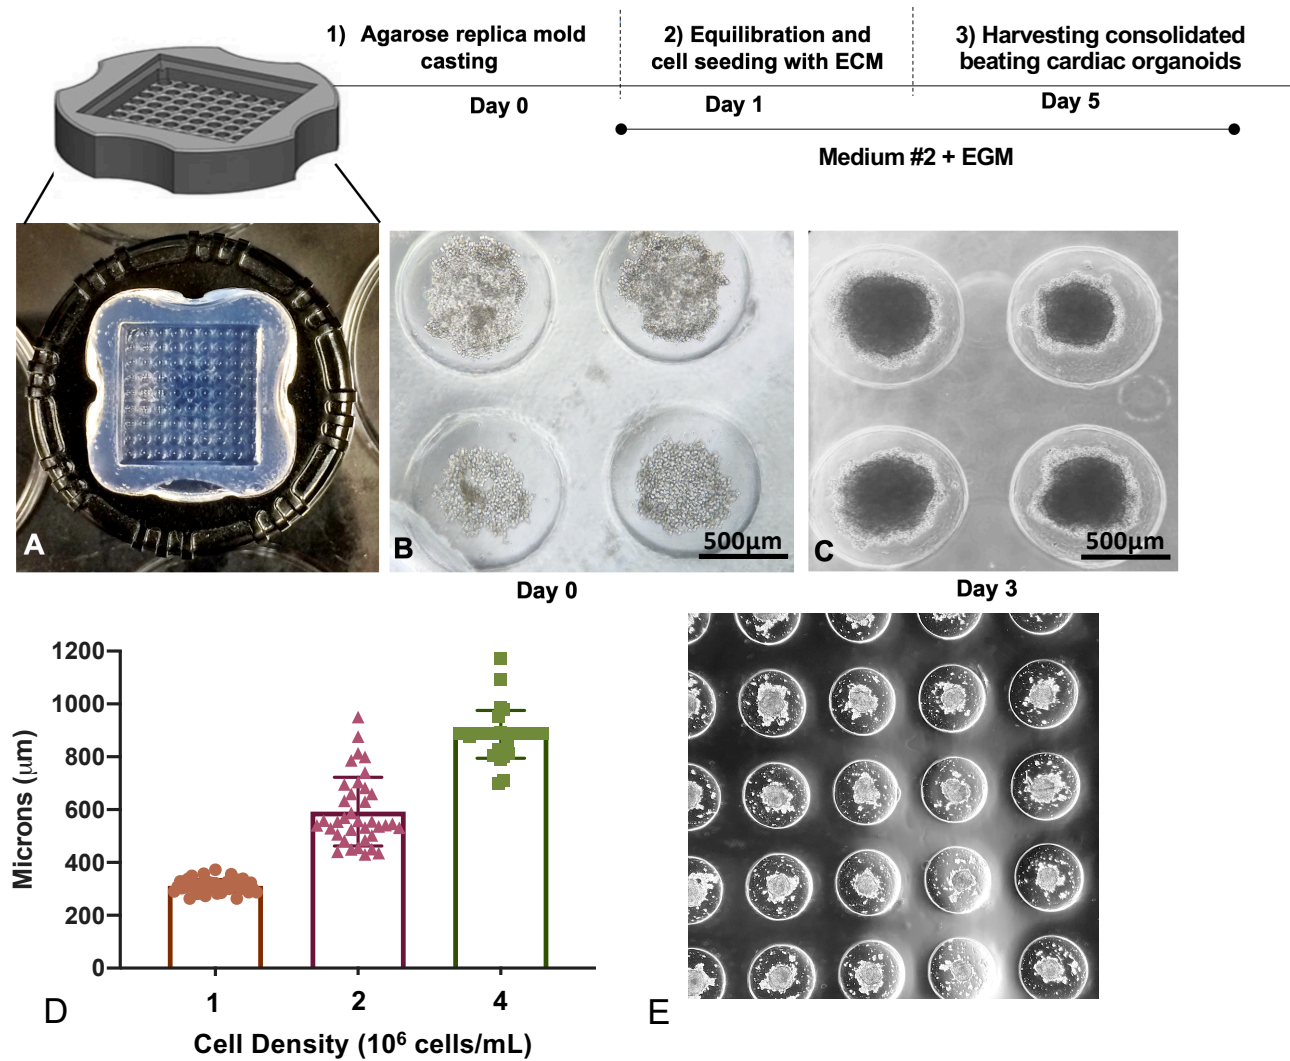 1) Agarose replica mold
casting
2) Equilibration and
cell seeding with ECM
3) Harvesting consolidated
beating cardiac organoids
Day 0
Day 1
Day 5
Medium #2 + EGM
A
B
500µm
C
500µm
Day 0
Day 3
Microns (µm)
1200
1000
800
600
400
200
0
1
2
4
Cell Density (10⁶ cells/mL)
D
E